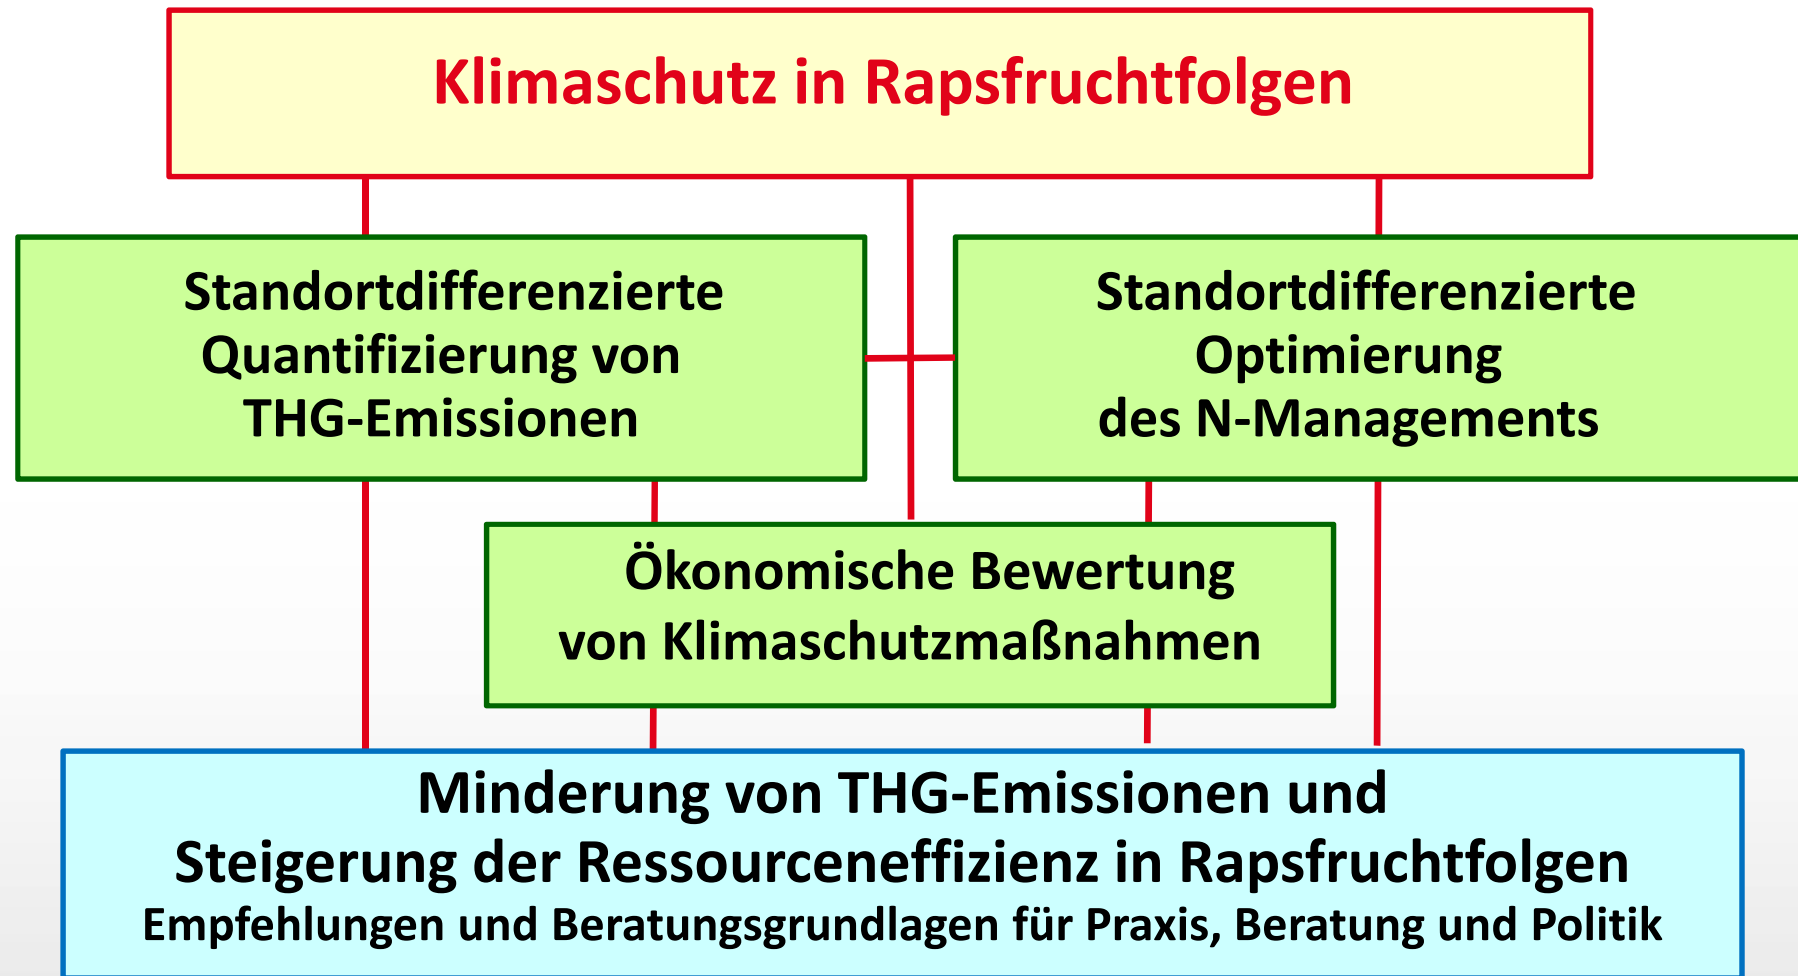 Klimaschutz in Rapsfruchtfolgen
Standortdifferenzierte
Quantifizierung von
THG-Emissionen
Standortdifferenzierte
Optimierung
des N-Managements
Ökonomische Bewertung
von Klimaschutzmaßnahmen
Minderung von THG-Emissionen und
Steigerung der Ressourceneffizienz in Rapsfruchtfolgen
Empfehlungen und Beratungsgrundlagen für Praxis, Beratung und Politik